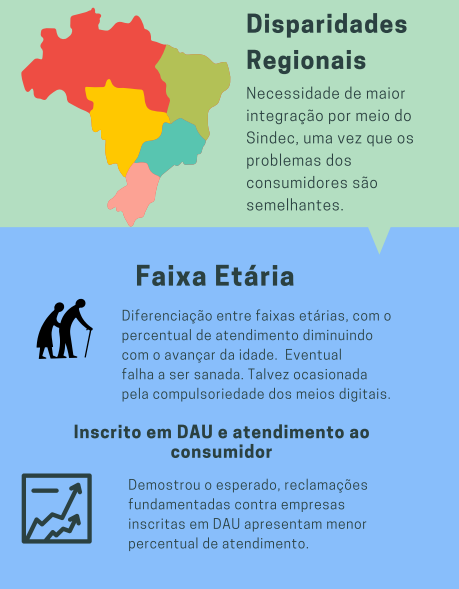 Disparidades
Regionais
Necessidade de maior
integração por meio do
Sindec, uma vez que os
problemas dos
consumidores são
semelhantes.
Faixa Etária
Diferenciação entre faixas etárias, com o
percentual de atendimento diminuindo
com o avançar da idade. Eventual
falha a ser sanada. Talvez ocasionada
pela compulsoriedade dos meios digitais.
Inscrito em DAU e atendimento ao
consumidor
Demostrou o esperado, reclamações
fundamentadas contra empresas
inscritas em DAU apresentam menor
percentual de atendimento.